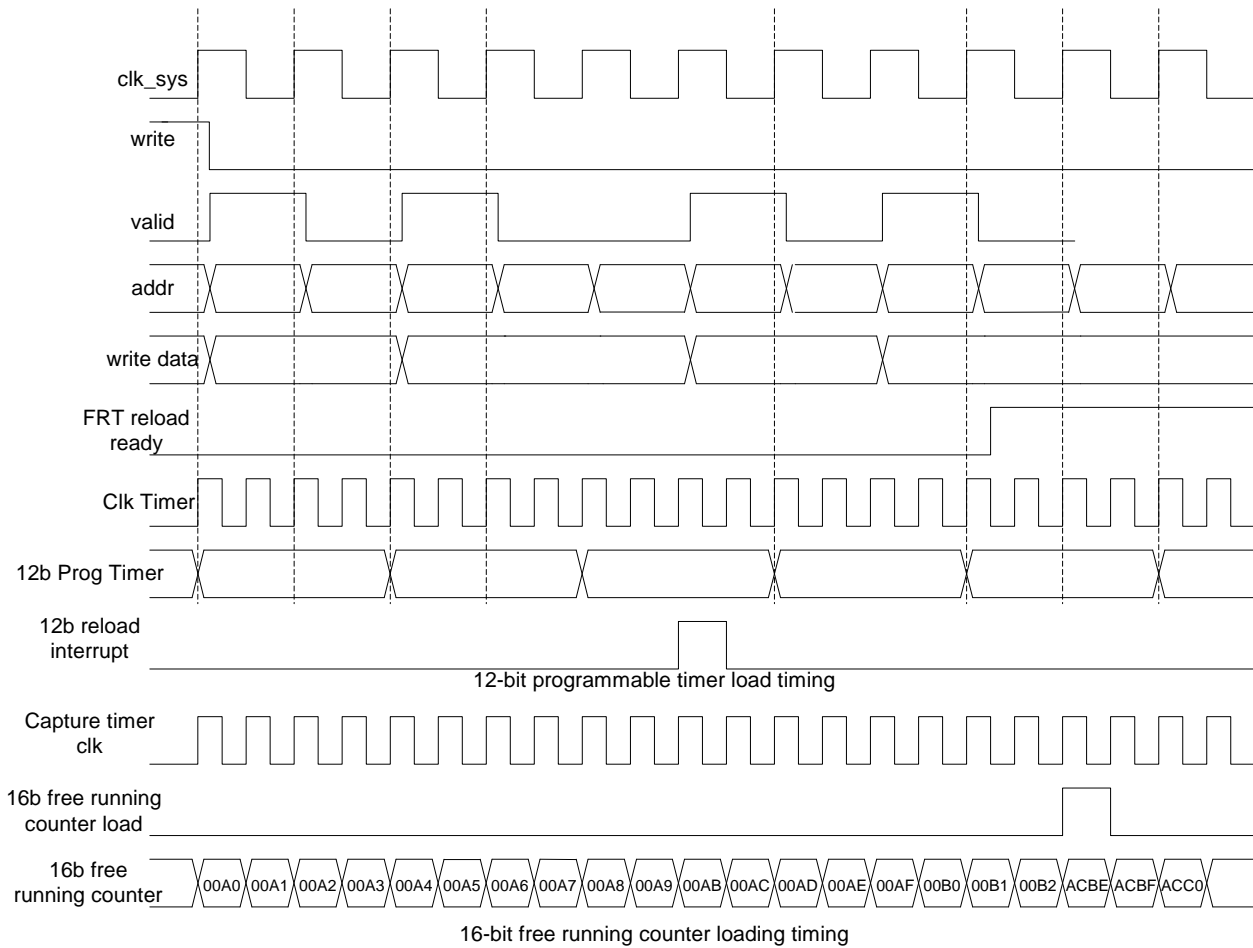 clk_sys
write
valid
addr
write data
FRT reload
ready
Clk Timer
12b Prog Timer
12b reload
interrupt
12-bit programmable timer load timing
Capture timer
clk
16b free running
counter load
16b free
running counter
00A0 00A1 00A2 00A3 00A4 00A5 00A6 00A7 00A8 00A9 00AB 00AC 00AD 00AE 00AF 00B0 00B1 00B2 ACBE ACBF ACC0
16-bit free running counter loading timing